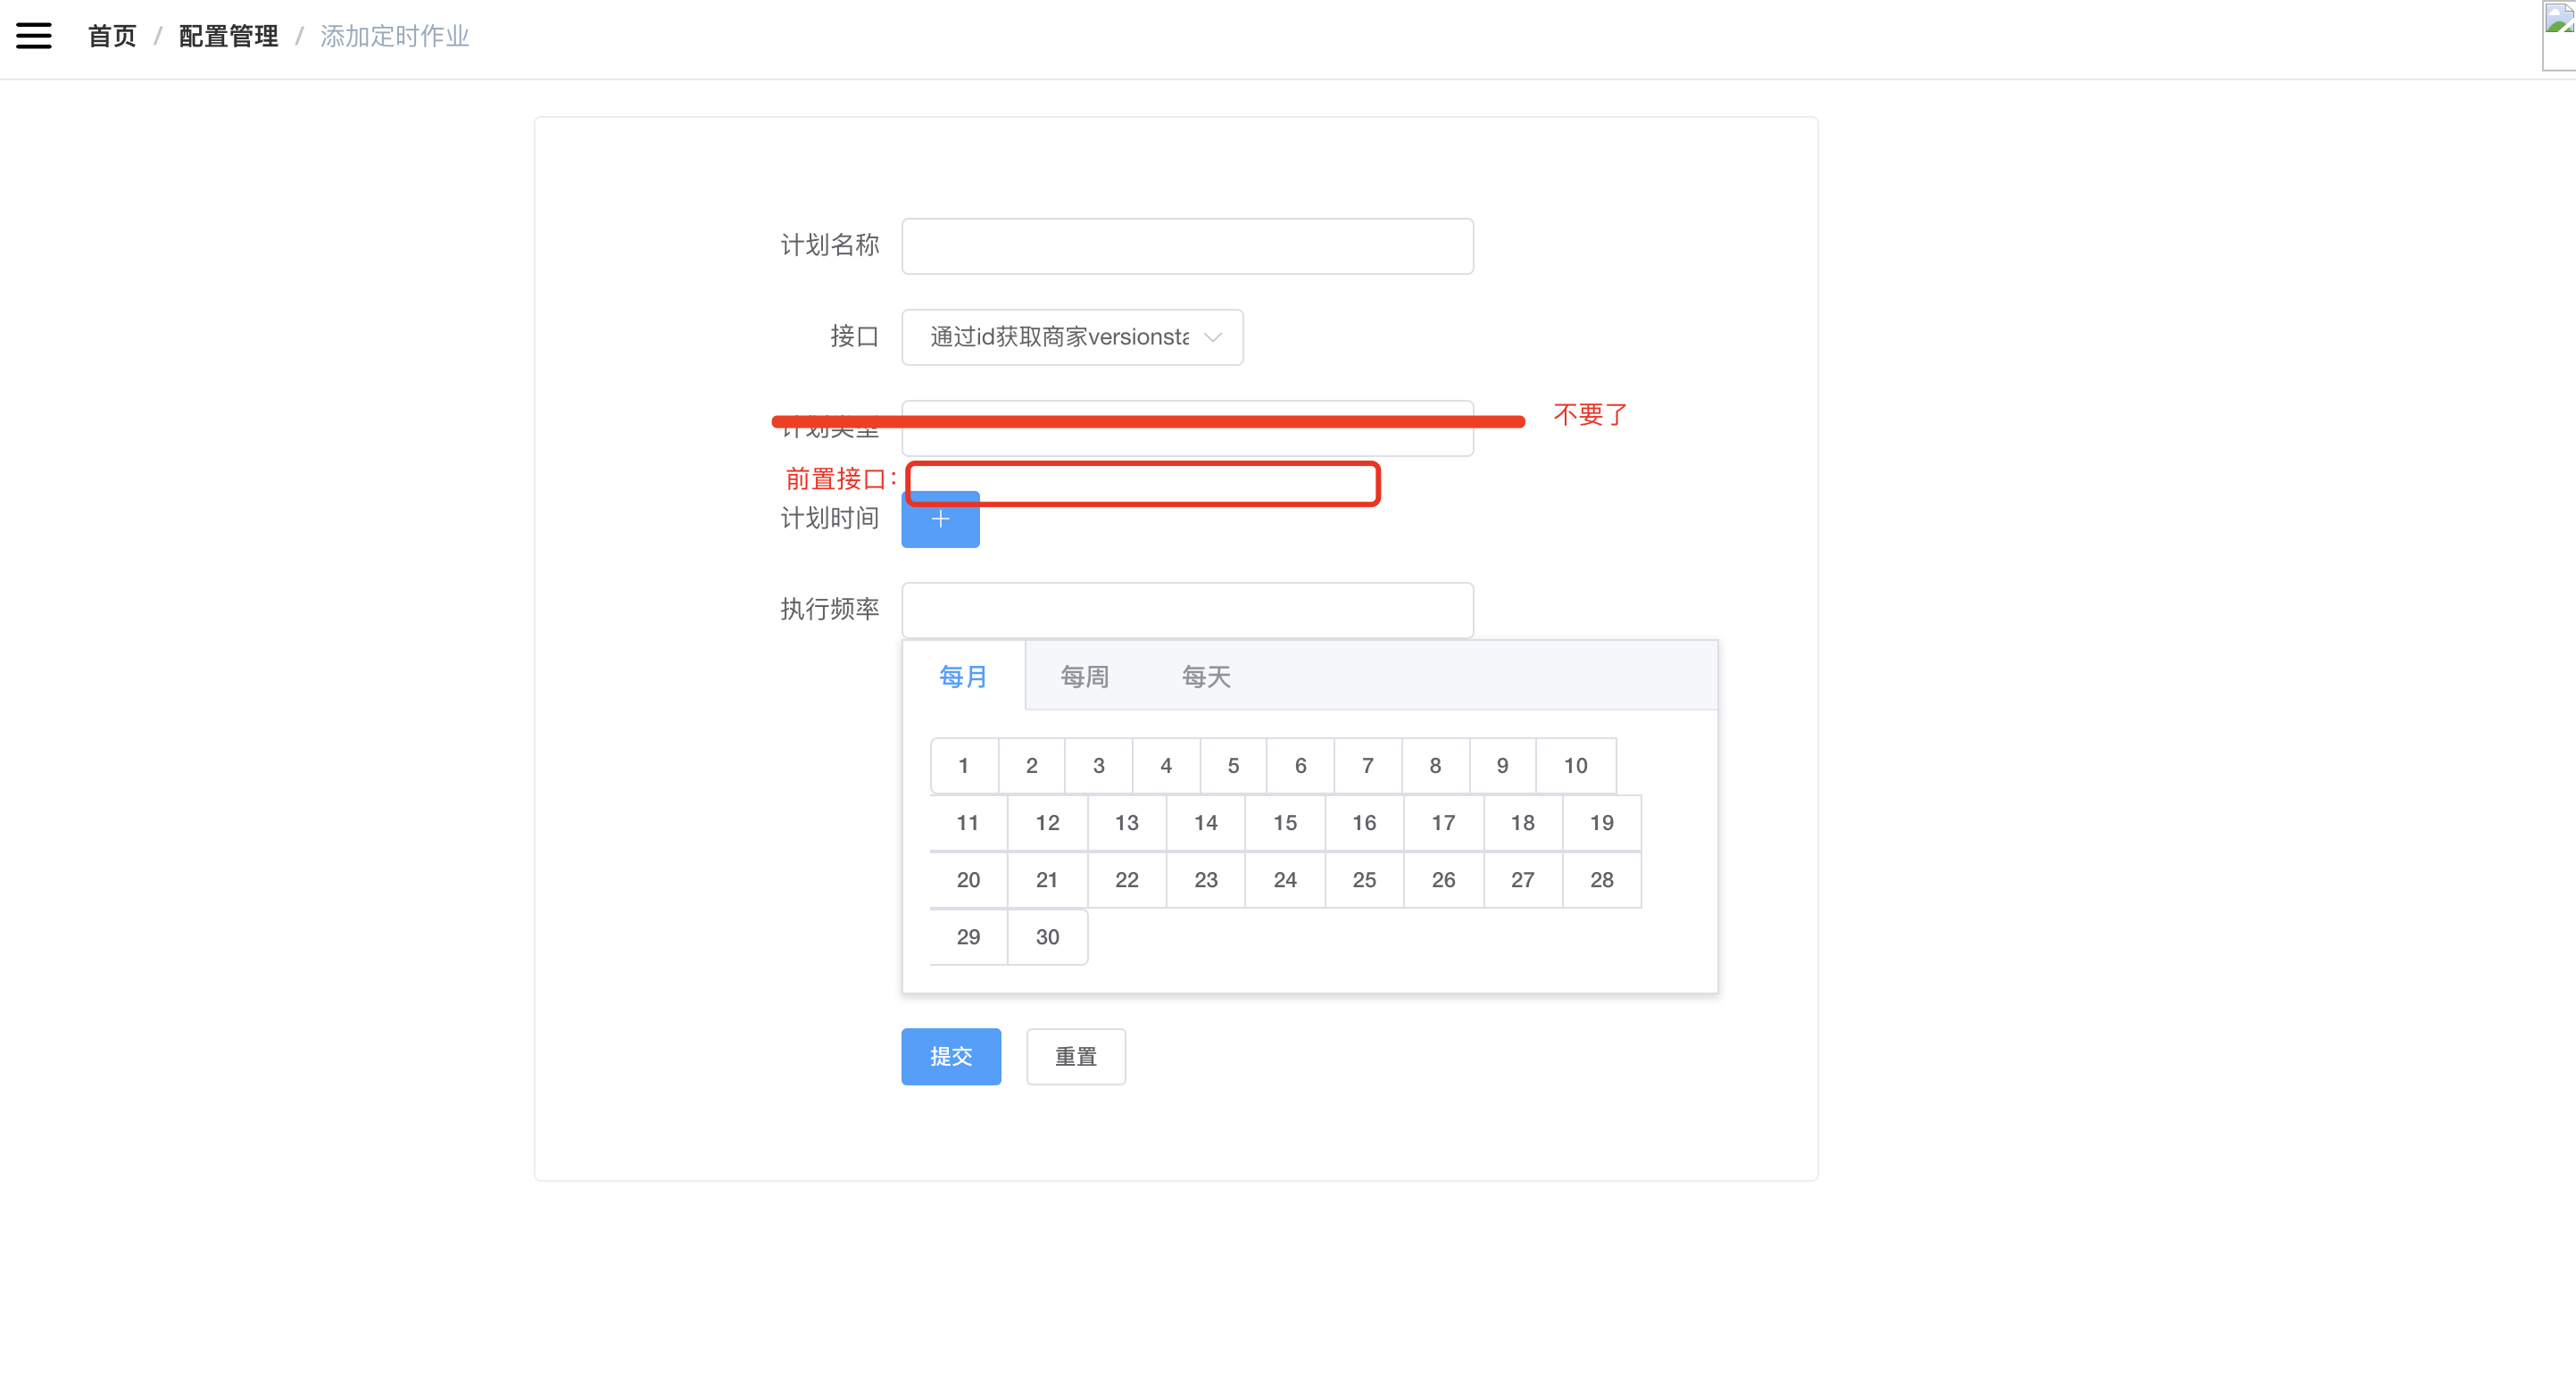 首页 / 配置管理 / 添加定时作业
计划名称
接口 通过id获取商家versionsta
计划类型 不要了
前置接口：
计划时间 +
执行频率
每月 每周 每天
1 2 3 4 5 6 7 8 9 10
11 12 13 14 15 16 17 18 19
20 21 22 23 24 25 26 27 28
29 30
提交 重置